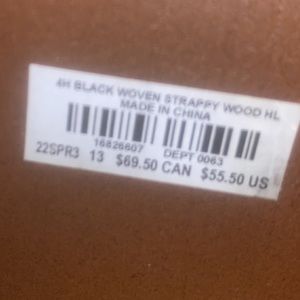 4H BLACK WOVEN STRAPPY WOOD HL
MADE IN CHINA
16826607 DEPT 0063
22SPR3 13 $69.50 CAN $55.50 US